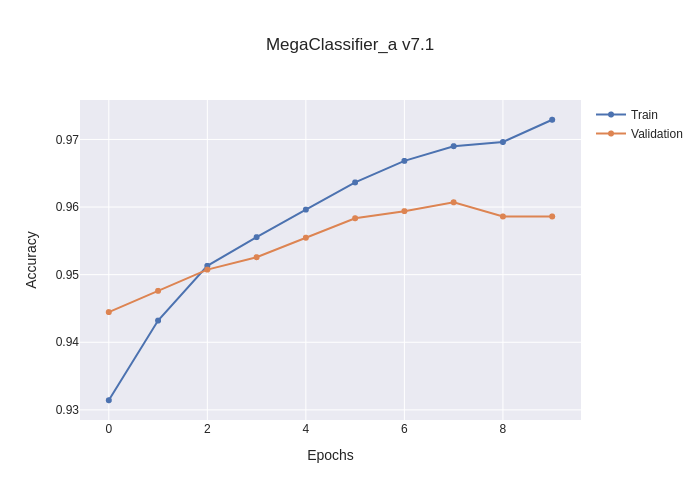 MegaClassifier_a v7.1
Train
Validation
Accuracy
0.97
0.96
0.95
0.94
0.93
0 2 4 6 8
Epochs